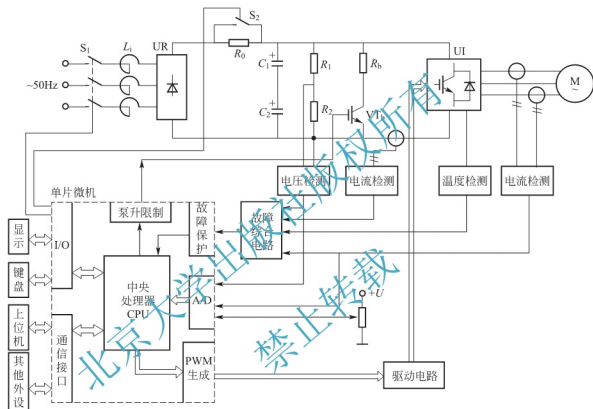 S₂
S₁
Lᵢ
UR
R₀
UI
~50Hz
C₁
R₁
R_b
C₂
R₂
VT_b
M
~
电压检测
电流检测
温度检测
电流检测
单片微机
泵升限制
故障保护
故障综合电路
显示
I/O
键盘
中央处理器CPU
A/D
+U
上位机
通信接口
PWM生成
驱动电路
其他外设
北京大学出版社版权所有
禁止转载